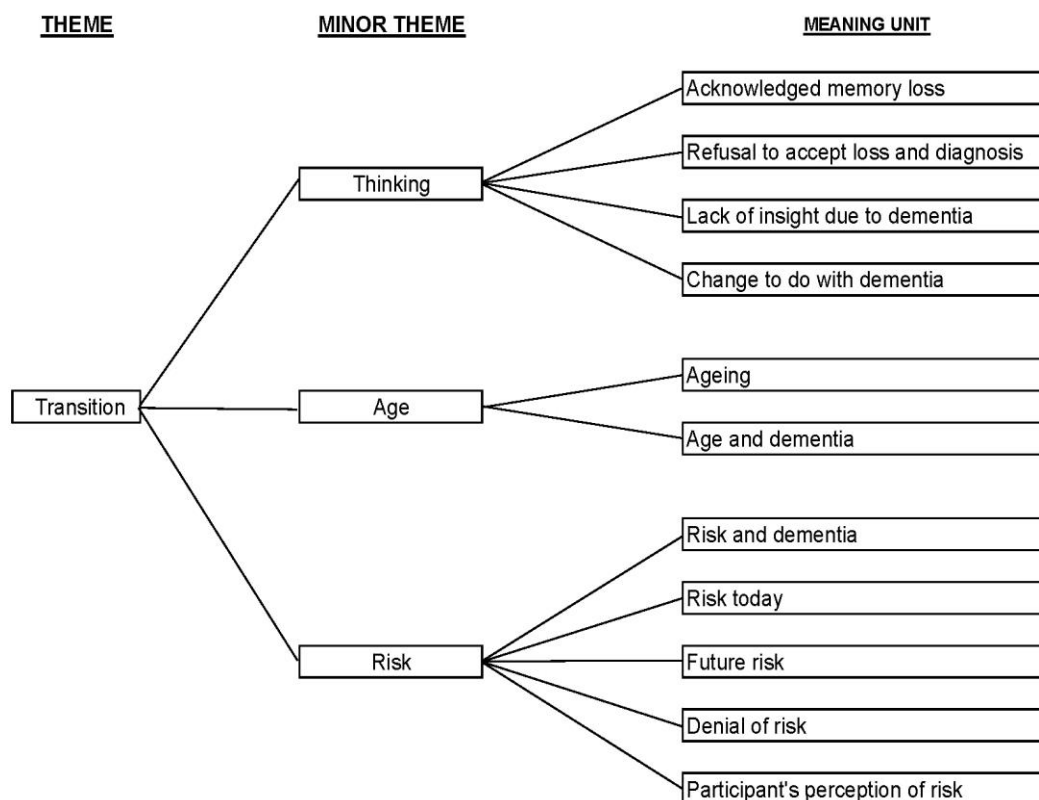 THEME
MINOR THEME
MEANING UNIT
Acknowledged memory loss
Refusal to accept loss and diagnosis
Thinking
Lack of insight due to dementia
Change to do with dementia
Ageing
Transition
Age
Age and dementia
Risk and dementia
Risk today
Risk
Future risk
Denial of risk
Participant's perception of risk